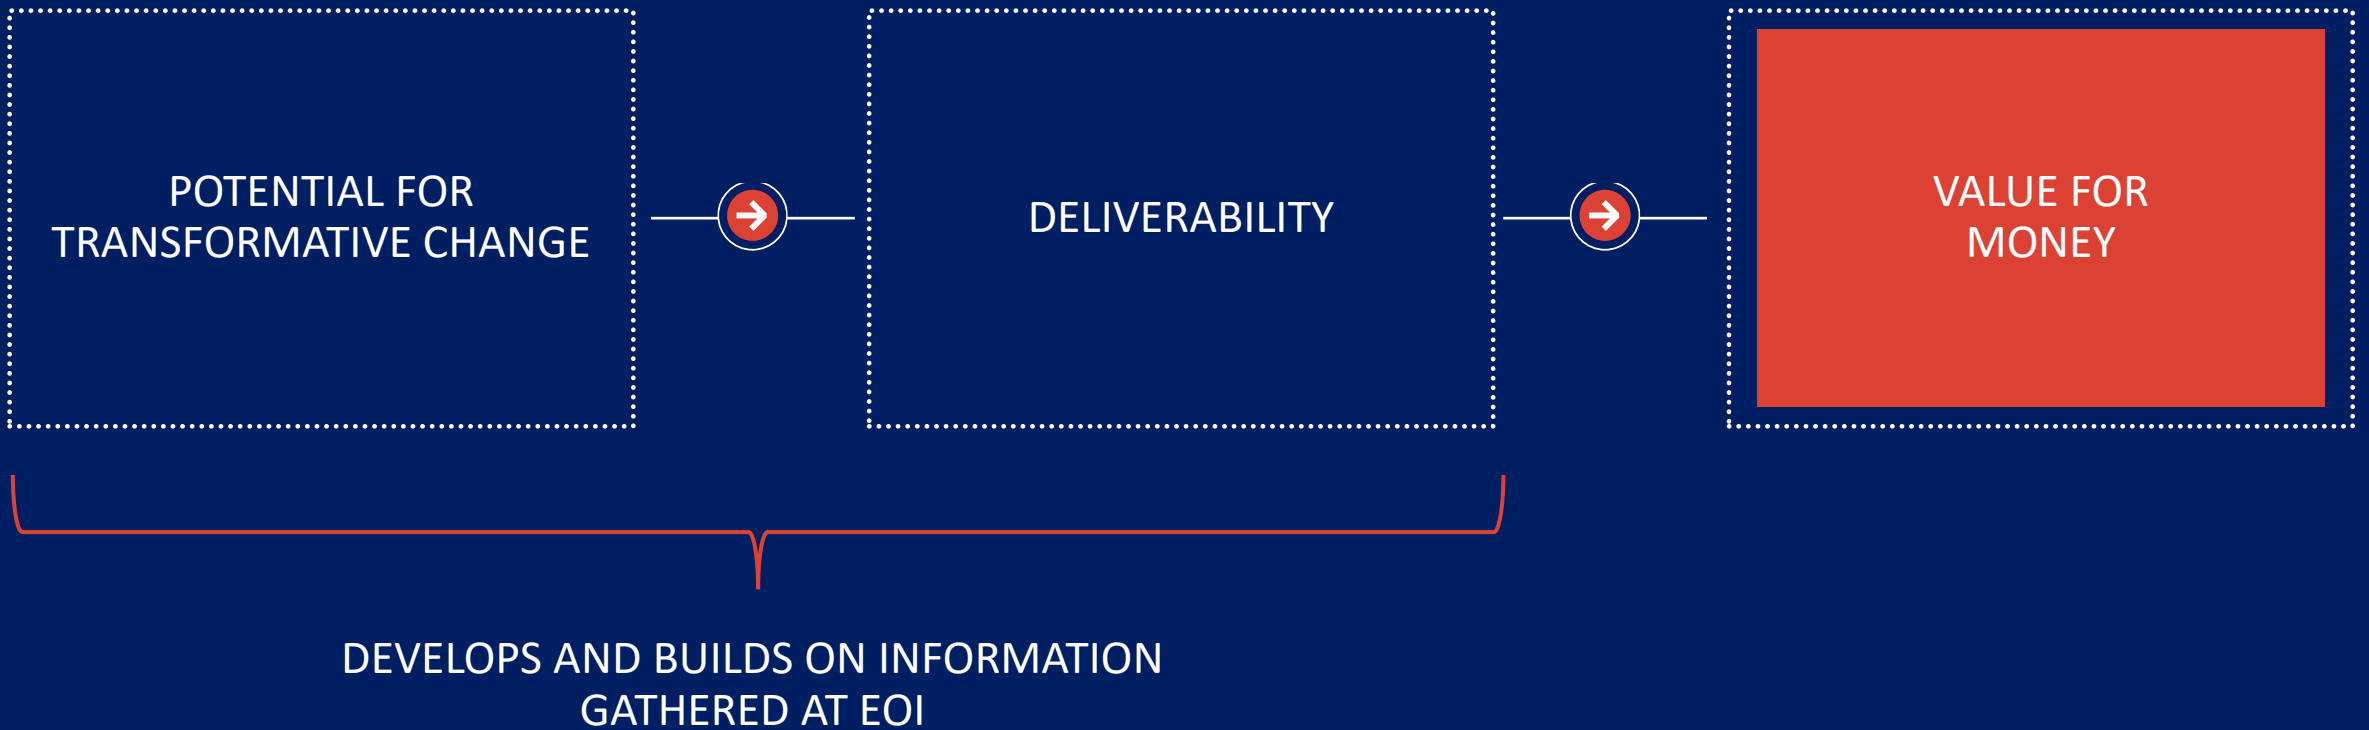 POTENTIAL FOR
TRANSFORMATIVE CHANGE
DELIVERABILITY
VALUE FOR
MONEY
DEVELOPS AND BUILDS ON INFORMATION
GATHERED AT EOI